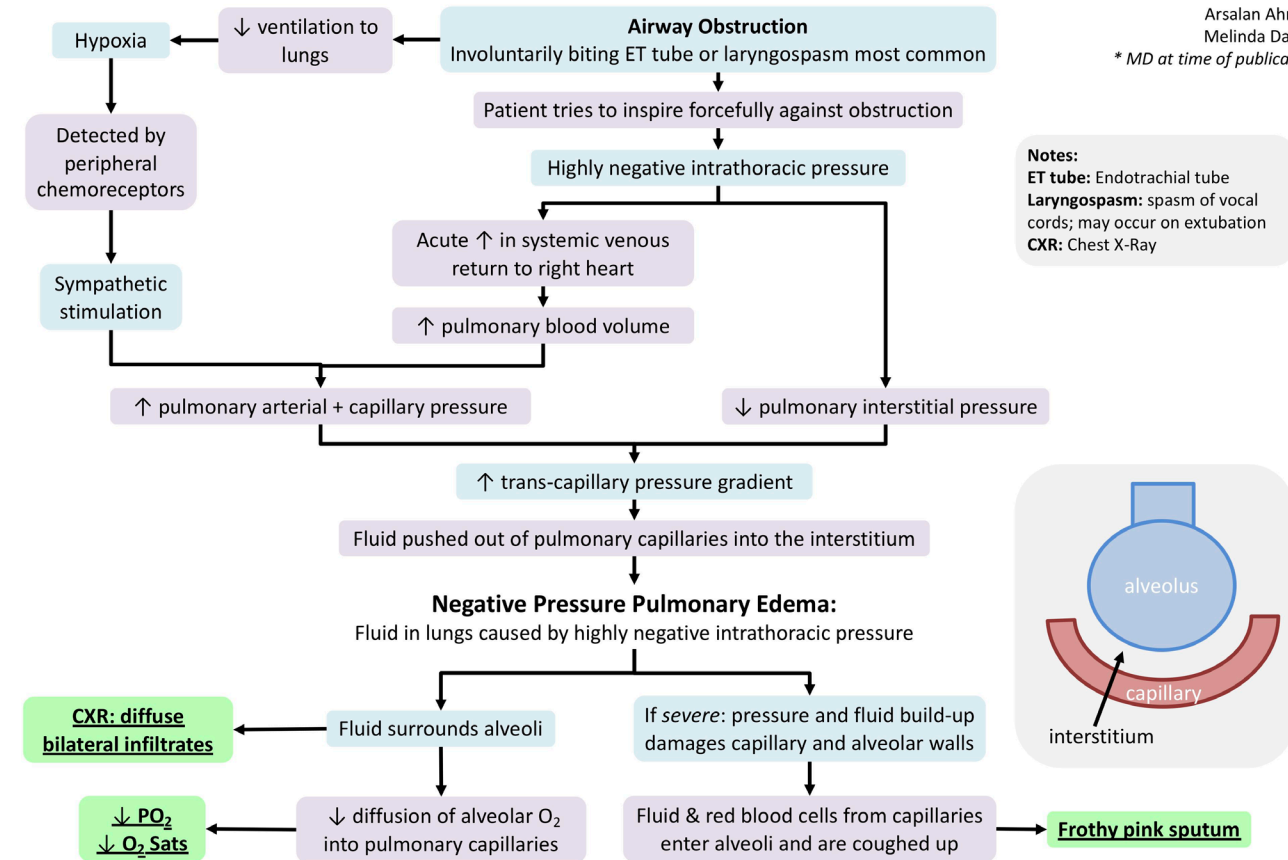 Arsalan Ah
Melinda Da
* MD at time of
Airway Obstruction
Involuntarily biting ET tube or laryngospasm most common
↓ ventilation to
lungs
Hypoxia
Detected by
peripheral
chemoreceptors
Sympathetic
stimulation
Patient tries to inspire forcefully against obstruction
Highly negative intrathoracic pressure
Acute ↑ in systemic venous
return to right heart
↑ pulmonary blood volume
↑ pulmonary arterial + capillary pressure
↓ pulmonary interstitial pressure
↑ trans-capillary pressure gradient
Fluid pushed out of pulmonary capillaries into the interstitium
Negative Pressure Pulmonary Edema:
Fluid in lungs caused by highly negative intrathoracic pressure
Fluid surrounds alveoli
CXR: diffuse
bilateral infiltrates
↓ diffusion of alveolar O₂
into pulmonary capillaries
↓ PO₂
↓ O₂ Sats
If severe: pressure and fluid build-up
damages capillary and alveolar walls
Fluid & red blood cells from capillaries
enter alveoli and are coughed up
Frothy pink sputum
Notes:
ET tube: Endotrachial tube
Laryngospasm: spasm of vocal
cords; may occur on extubation
CXR: Chest X-Ray
alveolus
capillary
interstitium